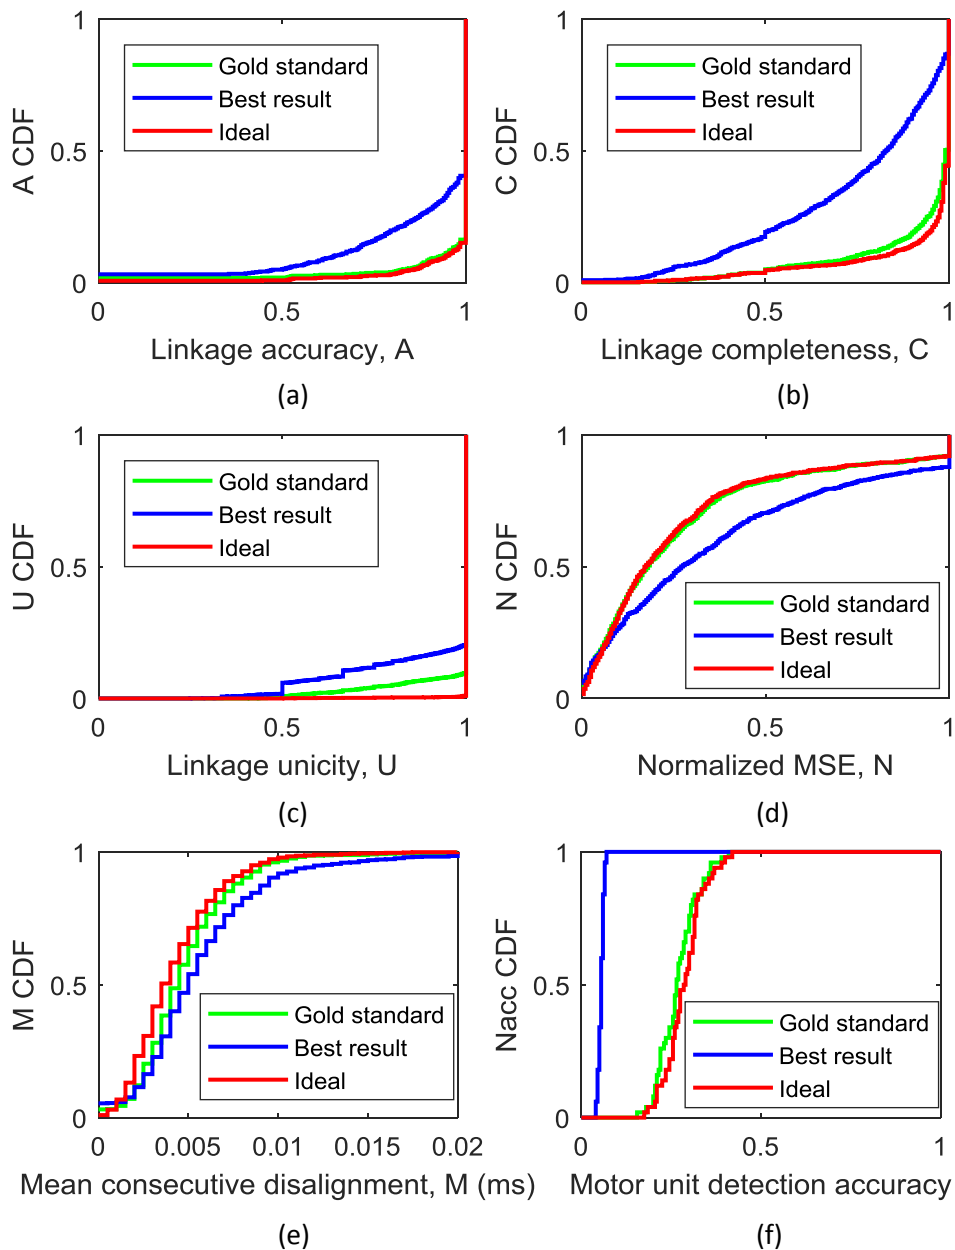 1
0.5
0
A CDF
Gold standard
Best result
Ideal
0
0.5
1
Linkage accuracy, A
(a)
1
0.5
0
C CDF
Gold standard
Best result
Ideal
0
0.5
1
Linkage completeness, C
(b)
1
0.5
0
U CDF
Gold standard
Best result
Ideal
0
0.5
1
Linkage unicity, U
(c)
1
0.5
0
N CDF
Gold standard
Best result
Ideal
0
0.5
1
Normalized MSE, N
(d)
1
0.5
0
M CDF
Gold standard
Best result
Ideal
0
0.005
0.01
0.015
0.02
Mean consecutive disalignment, M (ms)
(e)
1
0.5
0
Nacc CDF
Gold standard
Best result
Ideal
0
0.5
1
Motor unit detection accuracy
(f)